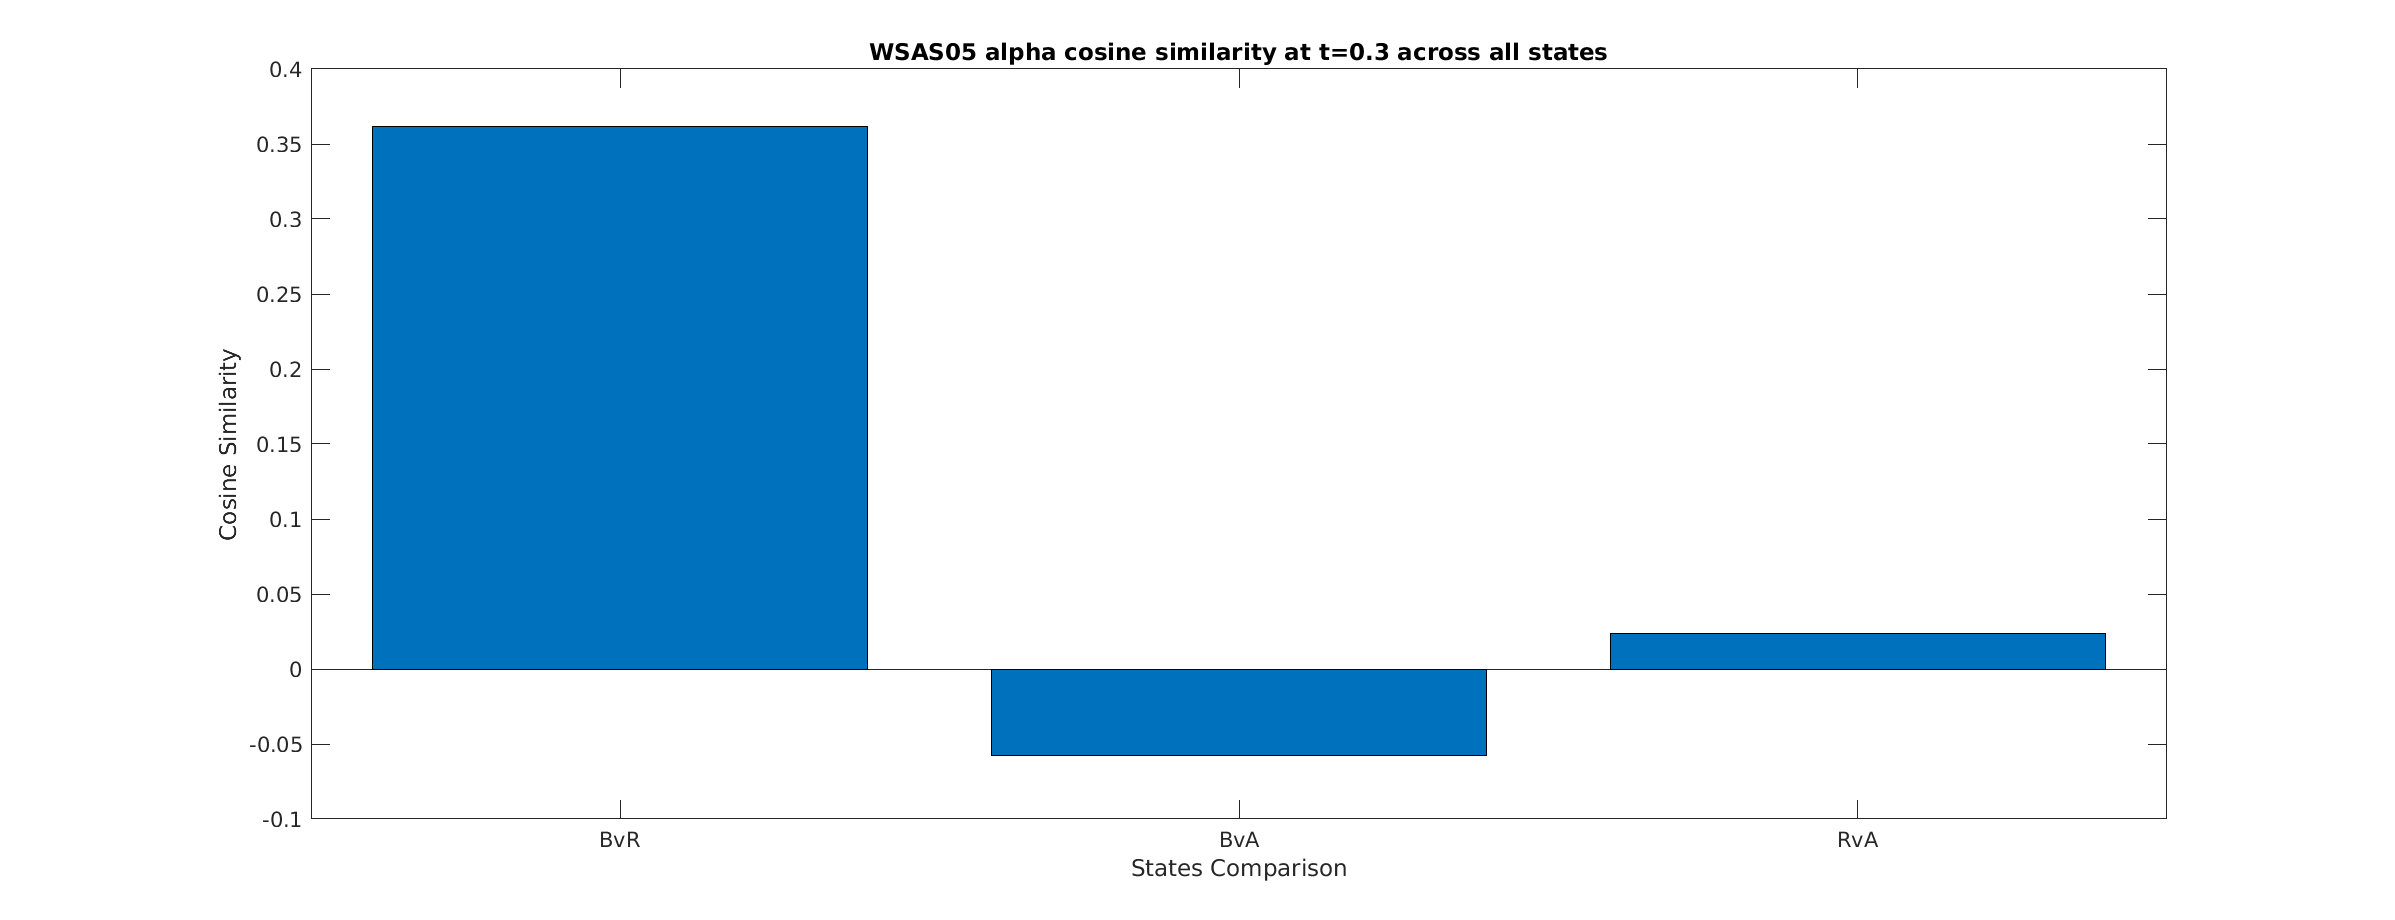 WSAS05 alpha cosine similarity at t=0.3 across all states
0.4
0.35
0.3
0.25
0.2
0.15
0.1
0.05
0
-0.05
-0.1
Cosine Similarity
BvR BvA RvA
States Comparison